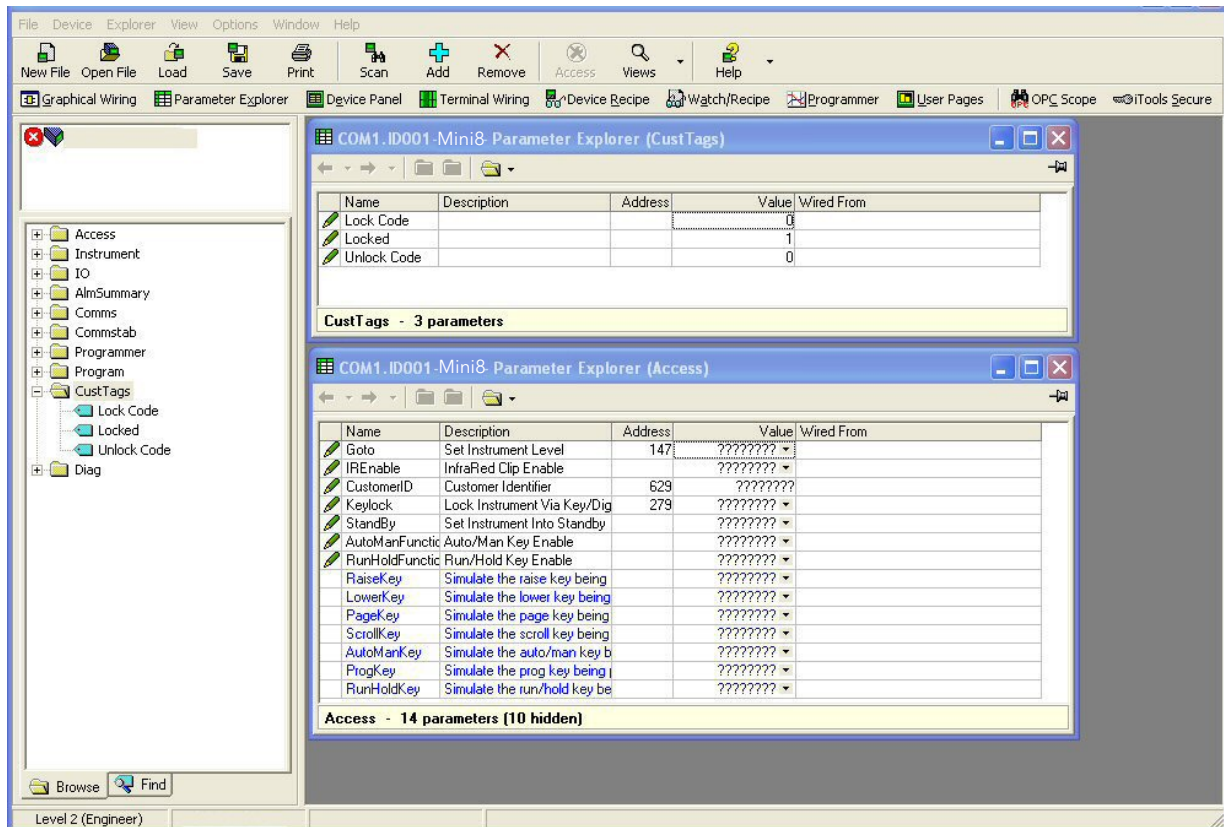 File Device Explorer View Options Window Help
New File Open File Load Save Print Scan Add Remove Access Views Help
Graphical Wiring Parameter Explorer Device Panel Terminal Wiring Device Recipe Watch/Recipe Programmer User Pages OPC Scope iTools Secure
COM1.ID001-Mini8- Parameter Explorer (CustTags)
Name Description Address Value Wired From
Lock Code 0
Locked 1
Unlock Code 0
CustTags - 3 parameters
Access
Instrument
IO
AlmSummary
Comms
Commstab
Programmer
Program
CustTags
Lock Code
Locked
Unlock Code
Diag
COM1.ID001-Mini8- Parameter Explorer (Access)
Name Description Address Value Wired From
Goto Set Instrument Level 147 ????????
IREnable InfraRed Clip Enable ????????
CustomerID Customer Identifier 629 ????????
Keylock Lock Instrument Via Key/Dig 279 ????????
StandBy Set Instrument Into Standby ????????
AutoManFunctic Auto/Man Key Enable ????????
RunHoldFunctic Run/Hold Key Enable ????????
RaiseKey Simulate the raise key being ????????
LowerKey Simulate the lower key being ????????
PageKey Simulate the page key being ????????
ScrollKey Simulate the scroll key being ????????
AutoManKey Simulate the auto/man key b ????????
ProgKey Simulate the prog key being p ????????
RunHoldKey Simulate the run/hold key be ????????
Access - 14 parameters (10 hidden)
Browse Find
Level 2 (Engineer)